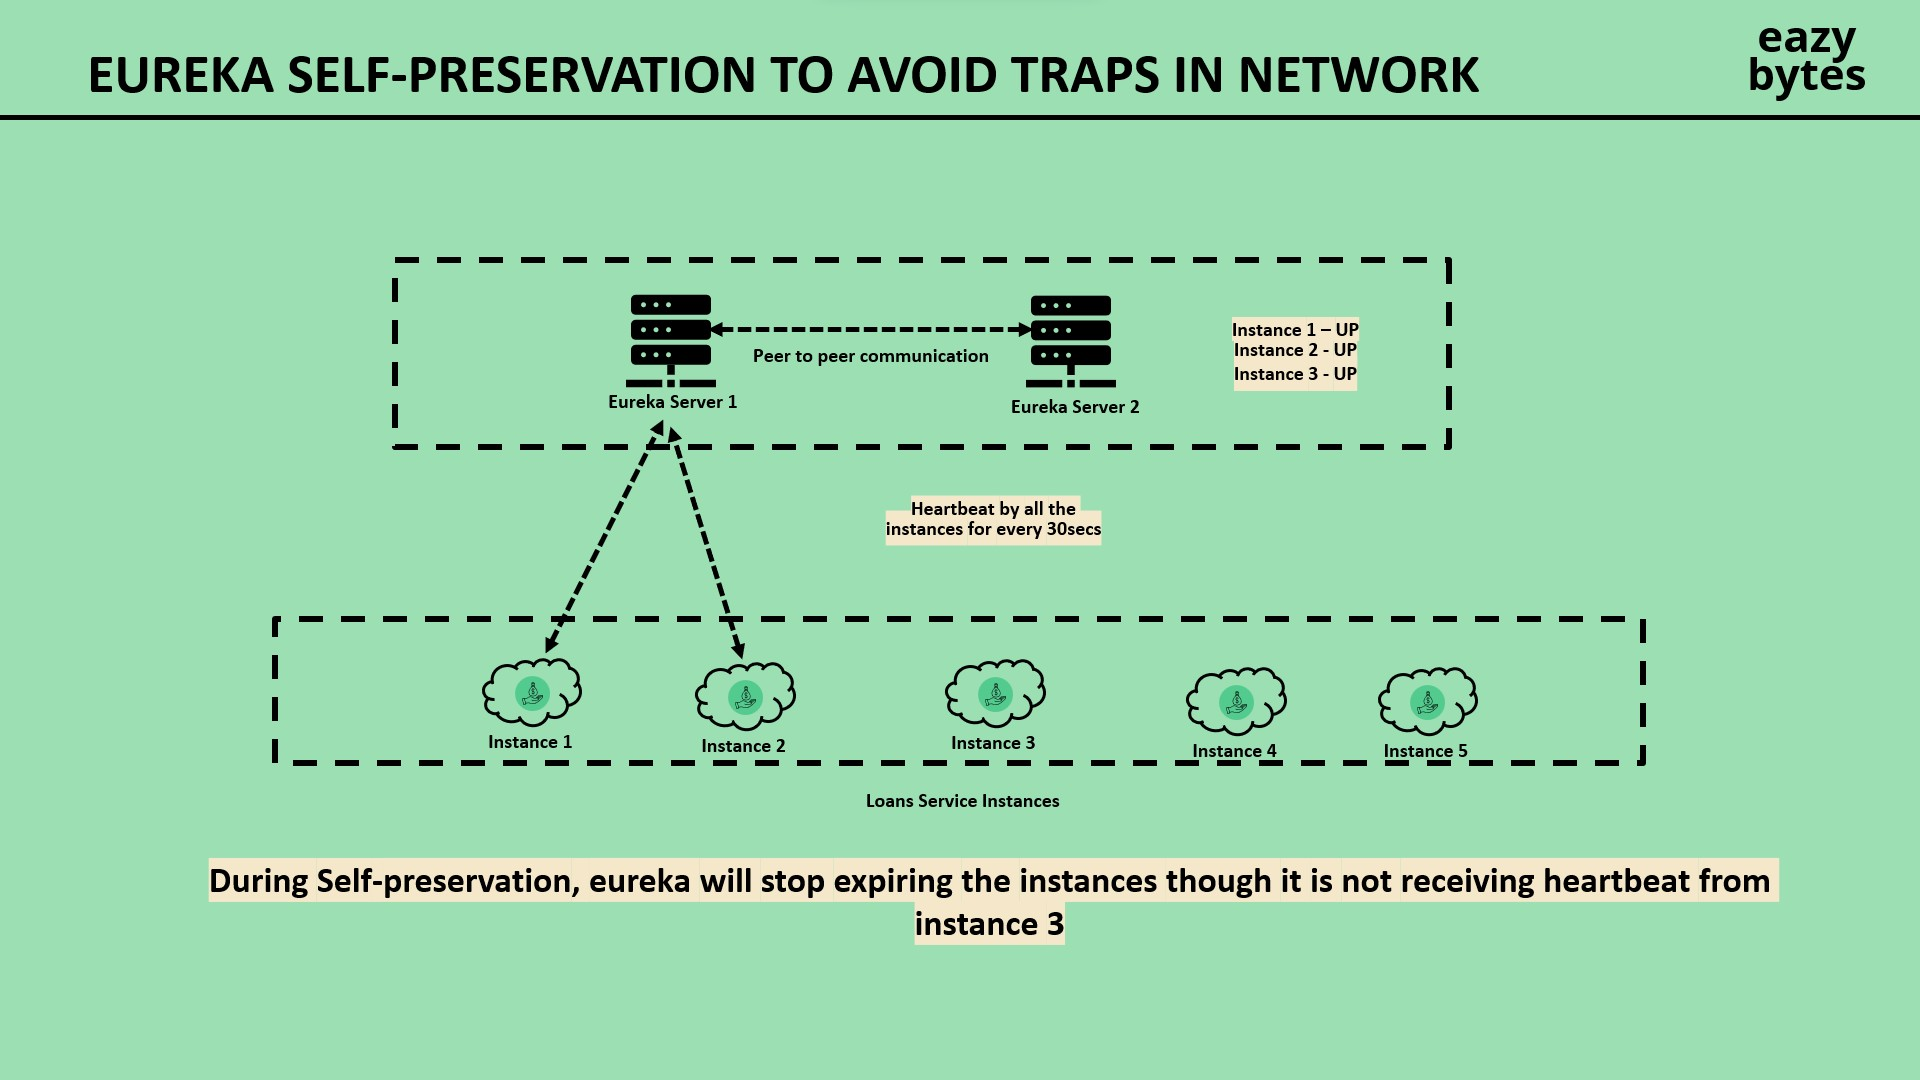 EUREKA SELF-PRESERVATION TO AVOID TRAPS IN NETWORK
eazy
bytes
Instance 1 – UP
Instance 2 - UP
Instance 3 - UP
Peer to peer communication
Eureka Server 1
Eureka Server 2
Heartbeat by all the
instances for every 30secs
Instance 1
Instance 2
Instance 3
Instance 4
Instance 5
Loans Service Instances
During Self-preservation, eureka will stop expiring the instances though it is not receiving heartbeat from
instance 3